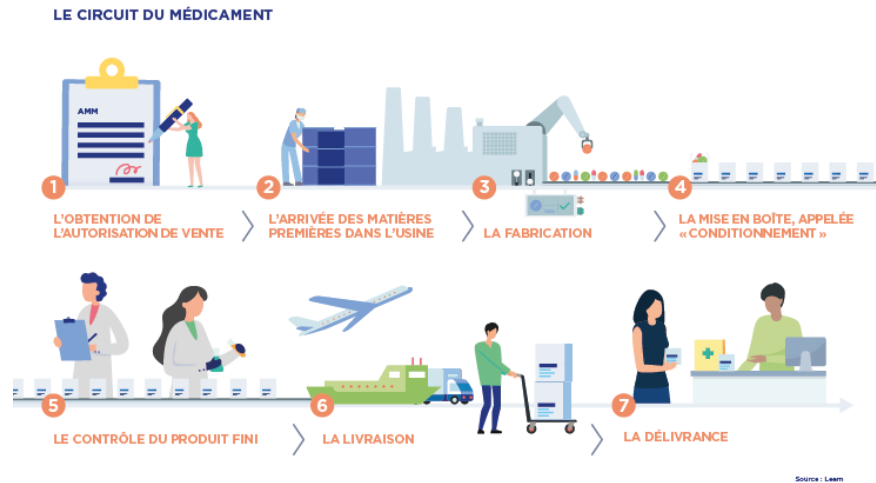 LE CIRCUIT DU MÉDICAMENT
AMM
1
L'OBTENTION DE
L'AUTORISATION DE VENTE
2
L'ARRIVÉE DES MATIÈRES
PREMIÈRES DANS L'USINE
3
LA FABRICATION
4
LA MISE EN BOÎTE, APPELÉE
« CONDITIONNEMENT »
5
LE CONTRÔLE DU PRODUIT FINI
6
LA LIVRAISON
7
LA DÉLIVRANCE
Source : Leem